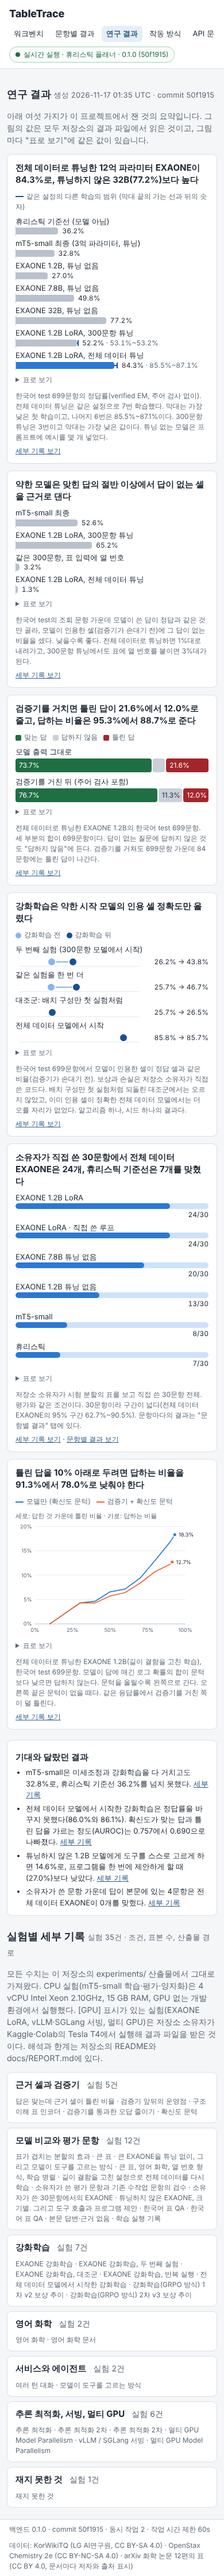 TableTrace
워크벤치 문항별 결과 연구 결과 작동 방식 API 문
실시간 실행 · 휴리스틱 플래너 · 0.1.0 (50f1915)
연구 결과 생성 2026-11-17 01:35 UTC · commit 50f1915
아래 여섯 가지가 이 프로젝트에서 잰 것의 요지입니다. 그
림의 값은 모두 저장소의 결과 파일에서 읽은 것이고, 그림
마다 "표로 보기"에 같은 값이 있습니다.
전체 데이터로 튜닝한 12억 파라미터 EXAONE이
84.3%로, 튜닝하지 않은 32B(77.2%)보다 높다
같은 설정의 다른 학습의 범위 (막대 끝의 가는 선과 뒤의 숫
자)
휴리스틱 기준선 (모델 아님)
36.2%
mT5-small 최종 (3억 파라미터, 튜닝)
32.8%
EXAONE 1.2B, 튜닝 없음
27.0%
EXAONE 7.8B, 튜닝 없음
49.8%
EXAONE 32B, 튜닝 없음
77.2%
EXAONE 1.2B LoRA, 300문항 튜닝
52.2% · 53.1%~59.2%
EXAONE 1.2B LoRA, 전체 데이터 튜닝
84.3% · 85.5%~87.1%
▶ 표로 보기
한국어 test 699문항의 정답률(verified EM, 주어 검사 없이).
전체 데이터 튜닝은 같은 설정으로 7번 학습했다. 막대는 가장
낮은 첫 학습이고, 나머지 6번은 85.5%~87.1%이다. 300문항
튜닝은 3번이고 막대는 가장 낮은 값이다. 튜닝 없는 모델은 프
롬프트에 예시를 몇 개 넣었다.
세부 기록 보기
약한 모델은 맞힌 답의 절반 이상에서 답이 없는 셀
을 근거로 댄다
mT5-small 최종
52.6%
EXAONE 1.2B LoRA, 300문항 튜닝
65.2%
같은 300문항, 표 입력에 열 번호
3.2%
EXAONE 1.2B LoRA, 전체 데이터 튜닝
1.3%
▶ 표로 보기
한국어 test의 조회 문항 가운데 모델이 쓴 답이 정답과 같은 것
만 골라, 모델이 인용한 셀(검증기가 손대기 전)에 그 답이 없는
비율을 쟀다. 낮을수록 좋다. 전체 데이터로 튜닝하면 1%대로
내려가고, 300문항 튜닝에서도 표에 열 번호를 붙이면 3%대가
된다.
세부 기록 보기
검증기를 거치면 틀린 답이 21.6%에서 12.0%로
줄고, 답하는 비율은 95.3%에서 88.7%로 준다
맞는 답 답하지 않음 틀린 답
모델 출력 그대로
73.7% 21.6%
검증기를 거친 뒤 (주어 검사 포함)
76.7% 11.3% 12.0%
▶ 표로 보기
전체 데이터로 튜닝한 EXAONE 1.2B의 한국어 test 699문항.
세 부분의 합이 699문항이다. 답이 없는 질문에 답하지 않은 것
도 "답하지 않음"에 든다. 검증기를 거쳐도 699문항 가운데 84
문항에는 틀린 답이 나간다.
세부 기록 보기
강화학습은 약한 시작 모델의 인용 셀 정확도만 올
렸다
강화학습 전 강화학습 뒤
두 번째 실험 (300문항 모델에서 시작)
26.2% → 43.8%
같은 실험을 한 번 더
25.7% → 46.7%
대조군: 배치 구성만 첫 실험처럼
25.7% → 26.5%
전체 데이터 모델에서 시작
85.8% → 85.7%
▶ 표로 보기
한국어 test 699문항에서 모델이 인용한 셀이 정답 셀과 같은
비율(검증기가 손대기 전). 보상과 손실은 저장소 소유자가 직접
쓴 코드다. 배치 구성만 첫 실험처럼 되돌린 대조군에서는 오르
지 않았고, 이미 인용 셀이 정확한 전체 데이터 모델에서는 더
오를 자리가 없었다. 알고리즘 하나, 시드 하나의 결과다.
세부 기록 보기
소유자가 직접 쓴 30문항에서 전체 데이터
EXAONE은 24개, 휴리스틱 기준선은 7개를 맞혔
다
EXAONE 1.2B LoRA
24/30
EXAONE LoRA · 직접 쓴 루프
24/30
EXAONE 7.8B 튜닝 없음
20/30
EXAONE 1.2B 튜닝 없음
13/30
mT5-small
8/30
휴리스틱
7/30
▶ 표로 보기
저장소 소유자가 시험 분할의 표를 보고 직접 쓴 30문항 전체.
평가와 같은 조건이다. 30문항이라 구간이 넓다(전체 데이터
EXAONE의 95% 구간 62.7%~90.5%). 문항마다의 결과는 "문
항별 결과" 탭에 있다.
세부 기록 보기 · 문항별 결과 보기
틀린 답을 10% 아래로 두려면 답하는 비율을
91.3%에서 78.0%로 낮춰야 한다
모델만 (확신도 문턱) 검증기 + 확신도 문턱
세로: 답한 것 가운데 틀린 비율 · 가로: 답하는 비율
20%
18.3%
15%
12.7%
10%
5%
0%
0% 25% 50% 75% 100%
▶ 표로 보기
전체 데이터로 튜닝한 EXAONE 1.2B(길이 결함을 고친 학습),
한국어 test 699문항. 모델이 답에 매긴 로그 확률의 합이 문턱
보다 낮으면 답하지 않는다. 문턱을 올릴수록 왼쪽으로 간다. 오
른쪽 끝은 문턱이 없을 때다. 같은 응답률에서 검증기를 거친 쪽
이 덜 틀린다.
세부 기록 보기
기대와 달랐던 결과
• mT5-small은 미세조정과 강화학습을 다 거치고도
32.8%로, 휴리스틱 기준선 36.2%를 넘지 못했다. 세부
기록
• 전체 데이터 모델에서 시작한 강화학습은 정답률을 바
꾸지 못했다(86.0%와 86.1%). 확신도가 맞는 답과 틀
린 답을 가르는 정도(AUROC)는 0.757에서 0.690으로
나빠졌다. 세부 기록
• 튜닝하지 않은 1.2B 모델에게 도구를 스스로 고르게 하
면 14.6%로, 프로그램을 한 번에 제안하게 할 때
(27.0%)보다 낮았다. 세부 기록
• 소유자가 쓴 문항 가운데 답이 본문에 있는 4문항은 전
체 데이터 EXAONE이 0개를 맞혔다. 세부 기록
실험별 세부 기록 실험 35건 · 조건, 표본 수, 산출물 경
로
모든 수치는 이 저장소의 experiments/ 산출물에서 그대로
가져왔다. CPU 실험(mT5-small 학습·평가·양자화)은 4
vCPU Intel Xeon 2.10GHz, 15 GB RAM, GPU 없는 개발
환경에서 실행했다. [GPU] 표시가 있는 실험(EXAONE
LoRA, vLLM·SGLang 서빙, 멀티 GPU)은 저장소 소유자가
Kaggle·Colab의 Tesla T4에서 실행해 결과 파일을 받은 것
이다. 해석과 한계는 저장소의 README와
docs/REPORT.md에 있다.
근거 셀과 검증기 실험 5건
답은 맞는데 근거 셀이 틀린 비율 · 검증기 앞뒤의 운영점 · 구조
이해 표 인코더 · 검증기를 통과한 오답 줄이기 · 확신도 문턱
모델 비교와 평가 문항 실험 12건
표가 겹치는 분할의 효과 · 큰 표 · 큰 EXAONE을 튜닝 없이, 그
리고 모델이 도구를 고르는 방식 · 큰 표, 영어 학습, 열 번호 형
식, 학습 병렬 · 길이 결함을 고친 설정으로 전체 데이터를 다시
학습 · 소유자가 쓴 평가 문항과 기존 수작업 문항의 검수 · 소유
자가 쓴 30문항에서의 EXAONE · 튜닝하지 않은 EXAONE, 크
기별, 그리고 도구 호출과 프로그램 제안 · 한국어 표 QA · 한국
어 표 QA · 본문 답변·근거 없음 · 학습 실행 기록
강화학습 실험 7건
EXAONE 강화학습 · EXAONE 강화학습, 두 번째 실험 ·
EXAONE 강화학습, 대조군 · EXAONE 강화학습, 반복 실행 · 전
체 데이터 모델에서 시작한 강화학습 · 강화학습(GRPO 방식) 1
차 v2 보상 추이 · 강화학습(GRPO 방식) 2차 v3 보상 추이
영어 화학 실험 2건
영어 화학 · 영어 화학 문서
서비스와 에이전트 실험 2건
여러 턴 대화 · 모델이 도구를 고르는 방식
추론 최적화, 서빙, 멀티 GPU 실험 6건
추론 최적화 · 추론 최적화 2차 · 추론 최적화 2차 · 멀티 GPU
Model Parallelism · vLLM / SGLang 서빙 · 멀티 GPU Model
Parallelism
재지 못한 것 실험 1건
재지 못한 것
백엔드 0.1.0 · commit 50f1915 · 동시 작업 2 · 작업 시간 제한 60s
데이터: KorWikiTQ (LG AI연구원, CC BY-SA 4.0) · OpenStax
Chemistry 2e (CC BY-NC-SA 4.0) · arXiv 화학 논문 12편의 표
(CC BY 4.0, 문서마다 저자와 출처 표시)